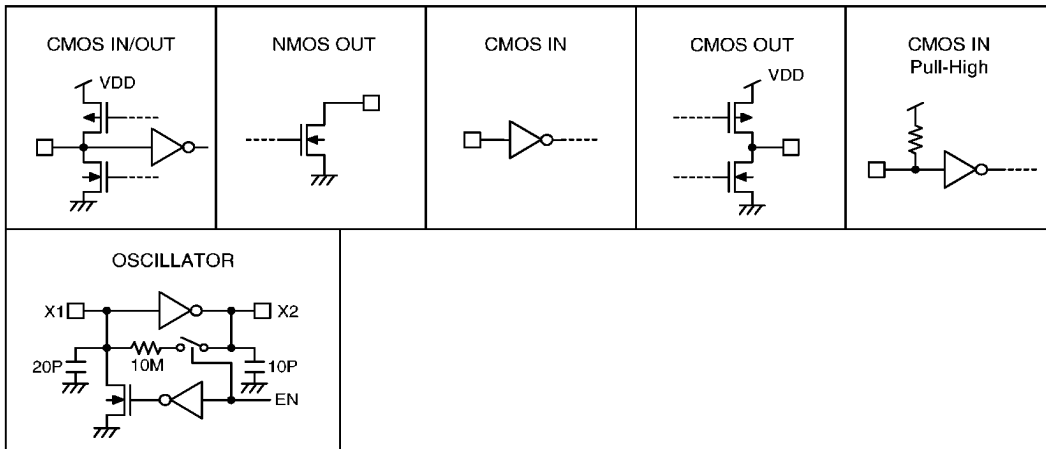 CMOS IN/OUT
VDD
NMOS OUT
CMOS IN
CMOS OUT
VDD
CMOS IN
Pull-High
OSCILLATOR
X1
X2
20P
10M
10P
EN